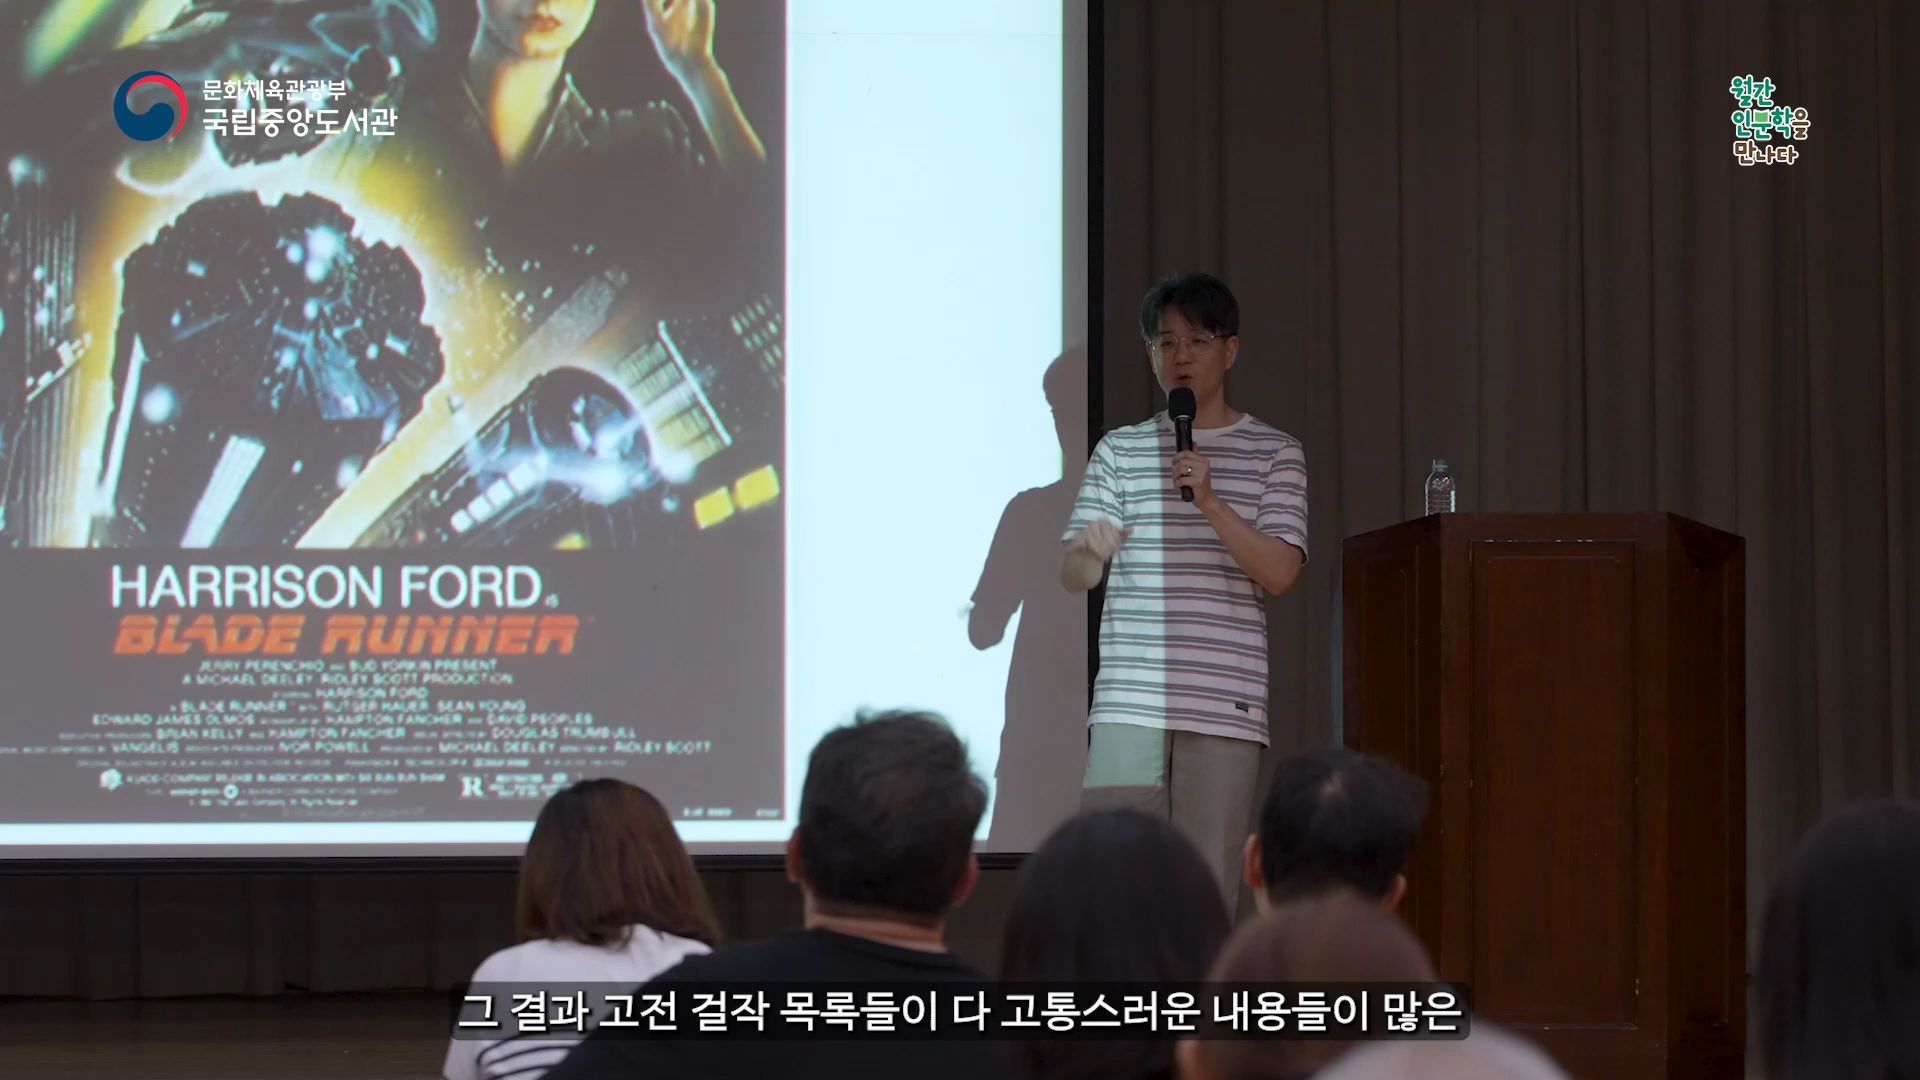 문화체육관광부
국립중앙도서관
월간
인문학을
만나다
HARRISON FORD IS
BLADE RUNNER
JERRY PERENCHIO AND BUD YORKIN PRESENT
A MICHAEL DEELEY-RIDLEY SCOTT PRODUCTION
HARRISON FORD
BLADE RUNNER WITH RUTGER HAUER SEAN YOUNG
EDWARD JAMES OLMOS HAMPTON FANCHER AND DAVID PEOPLES
BRIAN KELLY AND HAMPTON FANCHER DOUGLAS TRUMBULL
VANGELIS IVOR POWELL MICHAEL DEELEY RIDLEY SCOTT
R
그 결과 고전 걸작 목록들이 다 고통스러운 내용들이 많은